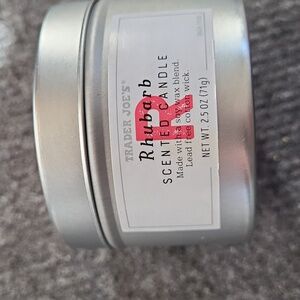 TRADER JOE'S®
Rhubarb
R
SCENTED CANDLE
Made with a soy wax blend.
Lead free cotton wick.
NET WT. 2.5 OZ (71g)